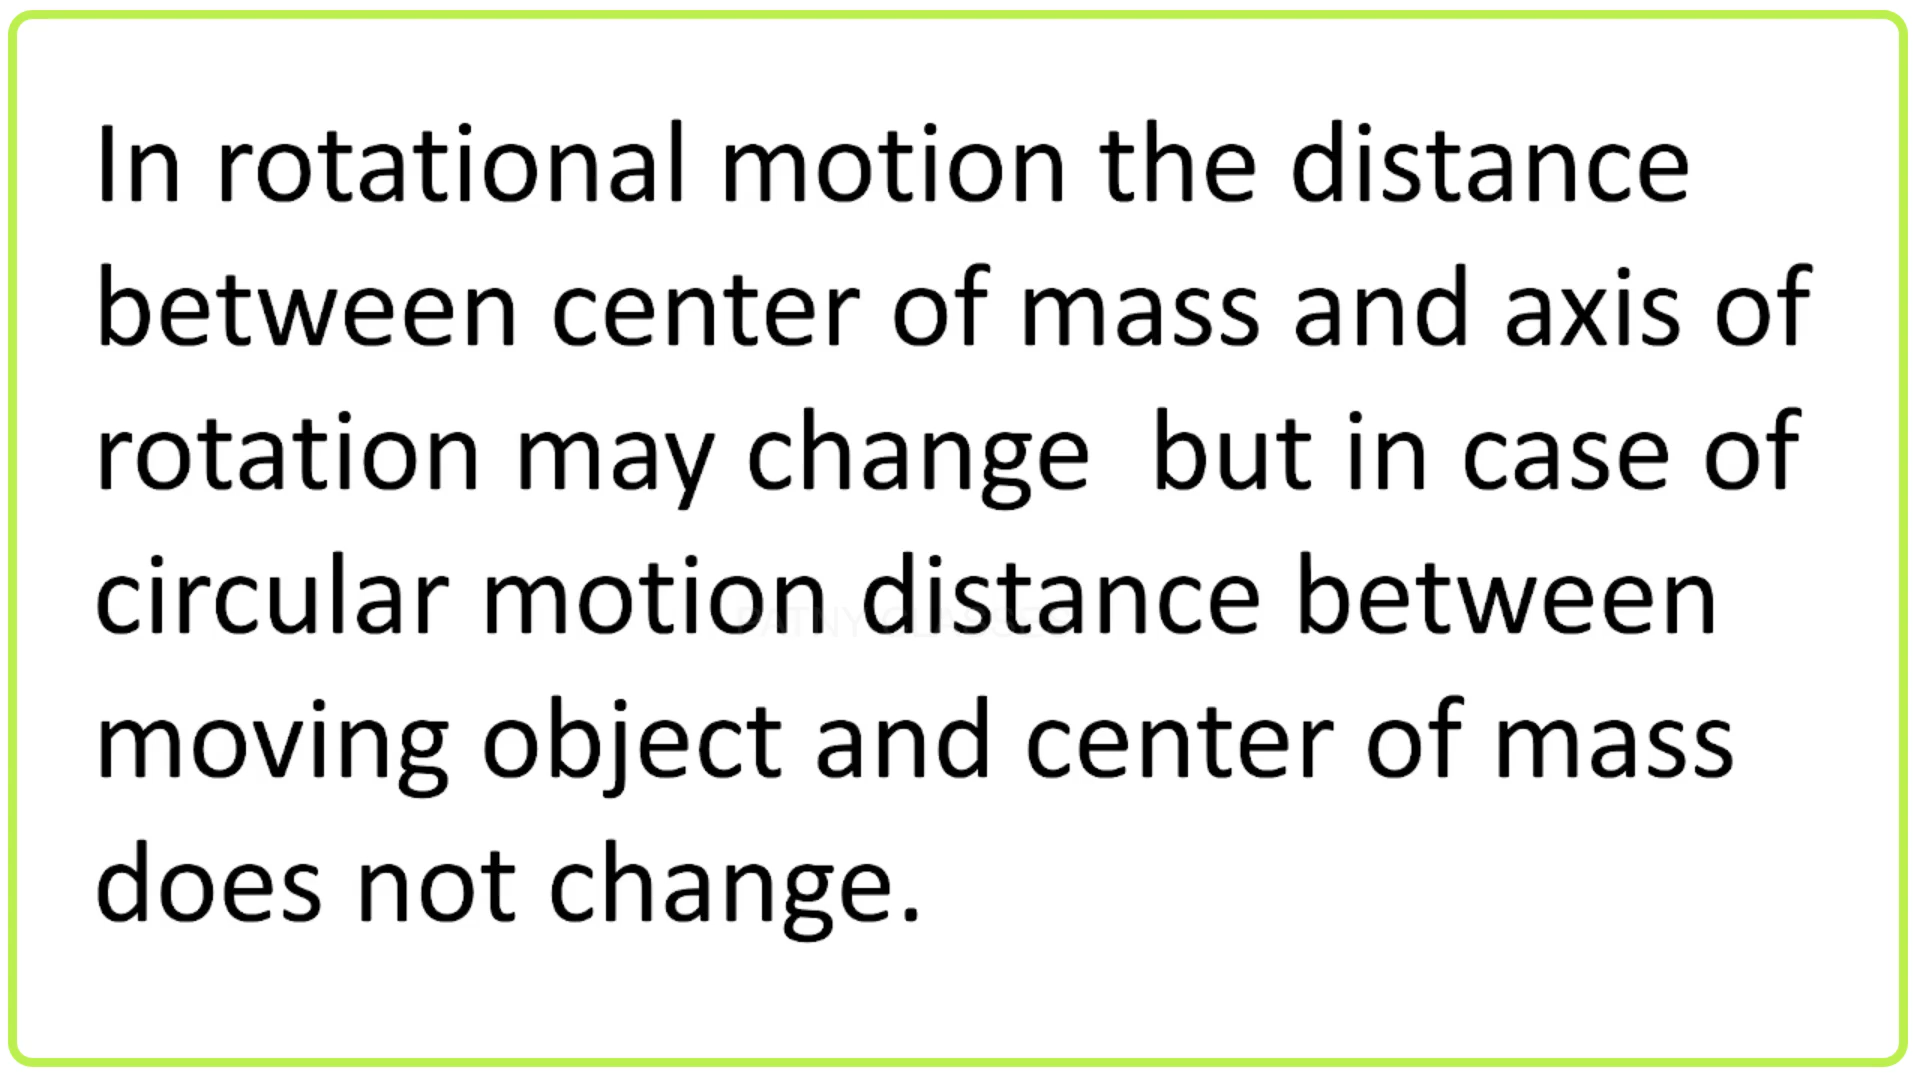 In rotational motion the distance
between center of mass and axis of
rotation may change  but in case of
circular motion distance between
moving object and center of mass
does not change.